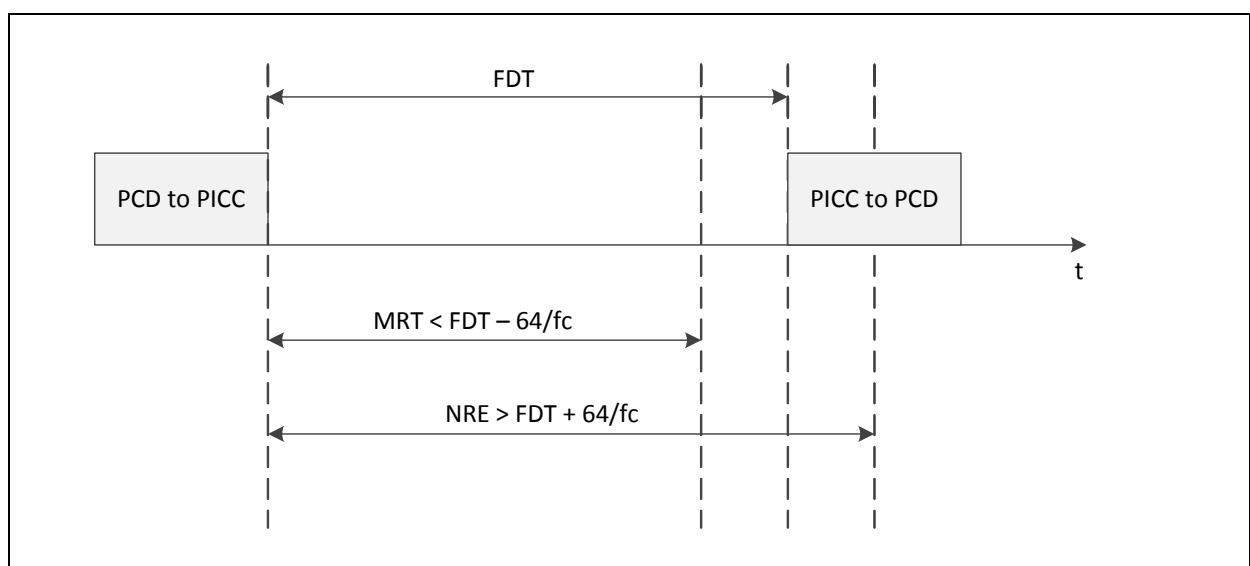 FDT
PCD to PICC
PICC to PCD
t
MRT < FDT – 64/fc
NRE > FDT + 64/fc